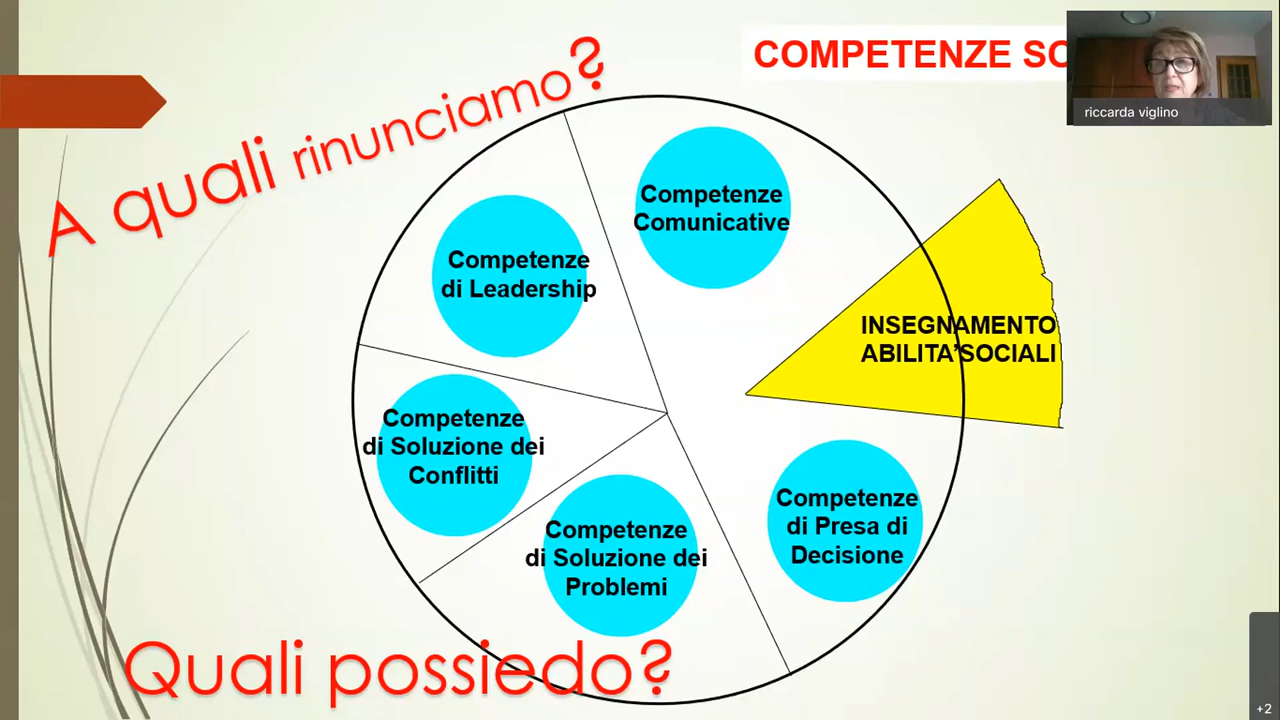 COMPETENZE SO
riccarda viglino
A quali rinunciamo?
Competenze
Comunicative
Competenze
di Leadership
INSEGNAMENTO
ABILITA’SOCIALI
Competenze
di Soluzione dei
Conflitti
Competenze
di Presa di
Decisione
Competenze
di Soluzione dei
Problemi
Quali possiedo?
+2